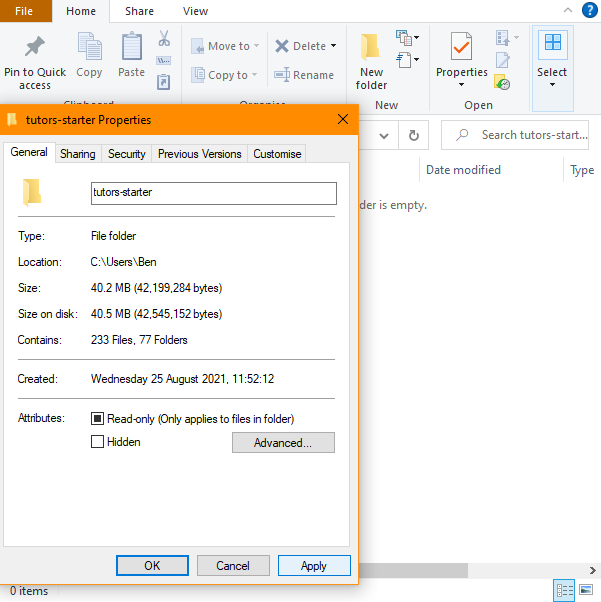 File Home Share View
Pin to Quick access
Copy
Paste
Move to
Copy to
Delete
Rename
New folder
Properties
Select
New
Open
tutors-starter Properties
Search tutors-start...
General Sharing Security Previous Versions Customise
Date modified Type
tutors-starter
der is empty.
Type: File folder
Location: C:\Users\Ben
Size: 40.2 MB (42,199,284 bytes)
Size on disk: 40.5 MB (42,545,152 bytes)
Contains: 233 Files, 77 Folders
Created: Wednesday 25 August 2021, 11:52:12
Attributes: Read-only (Only applies to files in folder)
Hidden
Advanced...
OK Cancel Apply
0 items